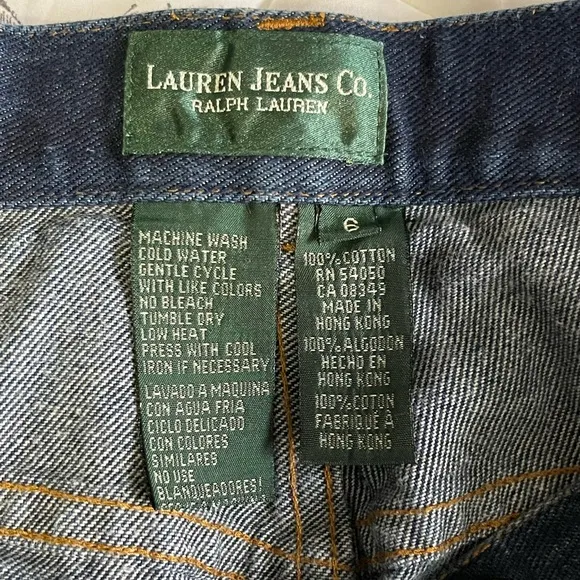 LAUREN JEANS CO.
RALPH LAUREN
MACHINE WASH
COLD WATER
GENTLE CYCLE
WITH LIKE COLORS
NO BLEACH
TUMBLE DRY
LOW HEAT
PRESS WITH COOL
IRON IF NECESSARY
LAVADO A MAQUINA
CON AGUA FRIA
CICLO DELICADO
CON COLORES
SIMILARES
NO USE
BLANQUEADORES!
6
100% COTTON
RN 54050
CA 08349
MADE IN
HONG KONG
100% ALGODON
HECHO EN
HONG KONG
100% COTON
FABRIQUÉ À
HONG KONG